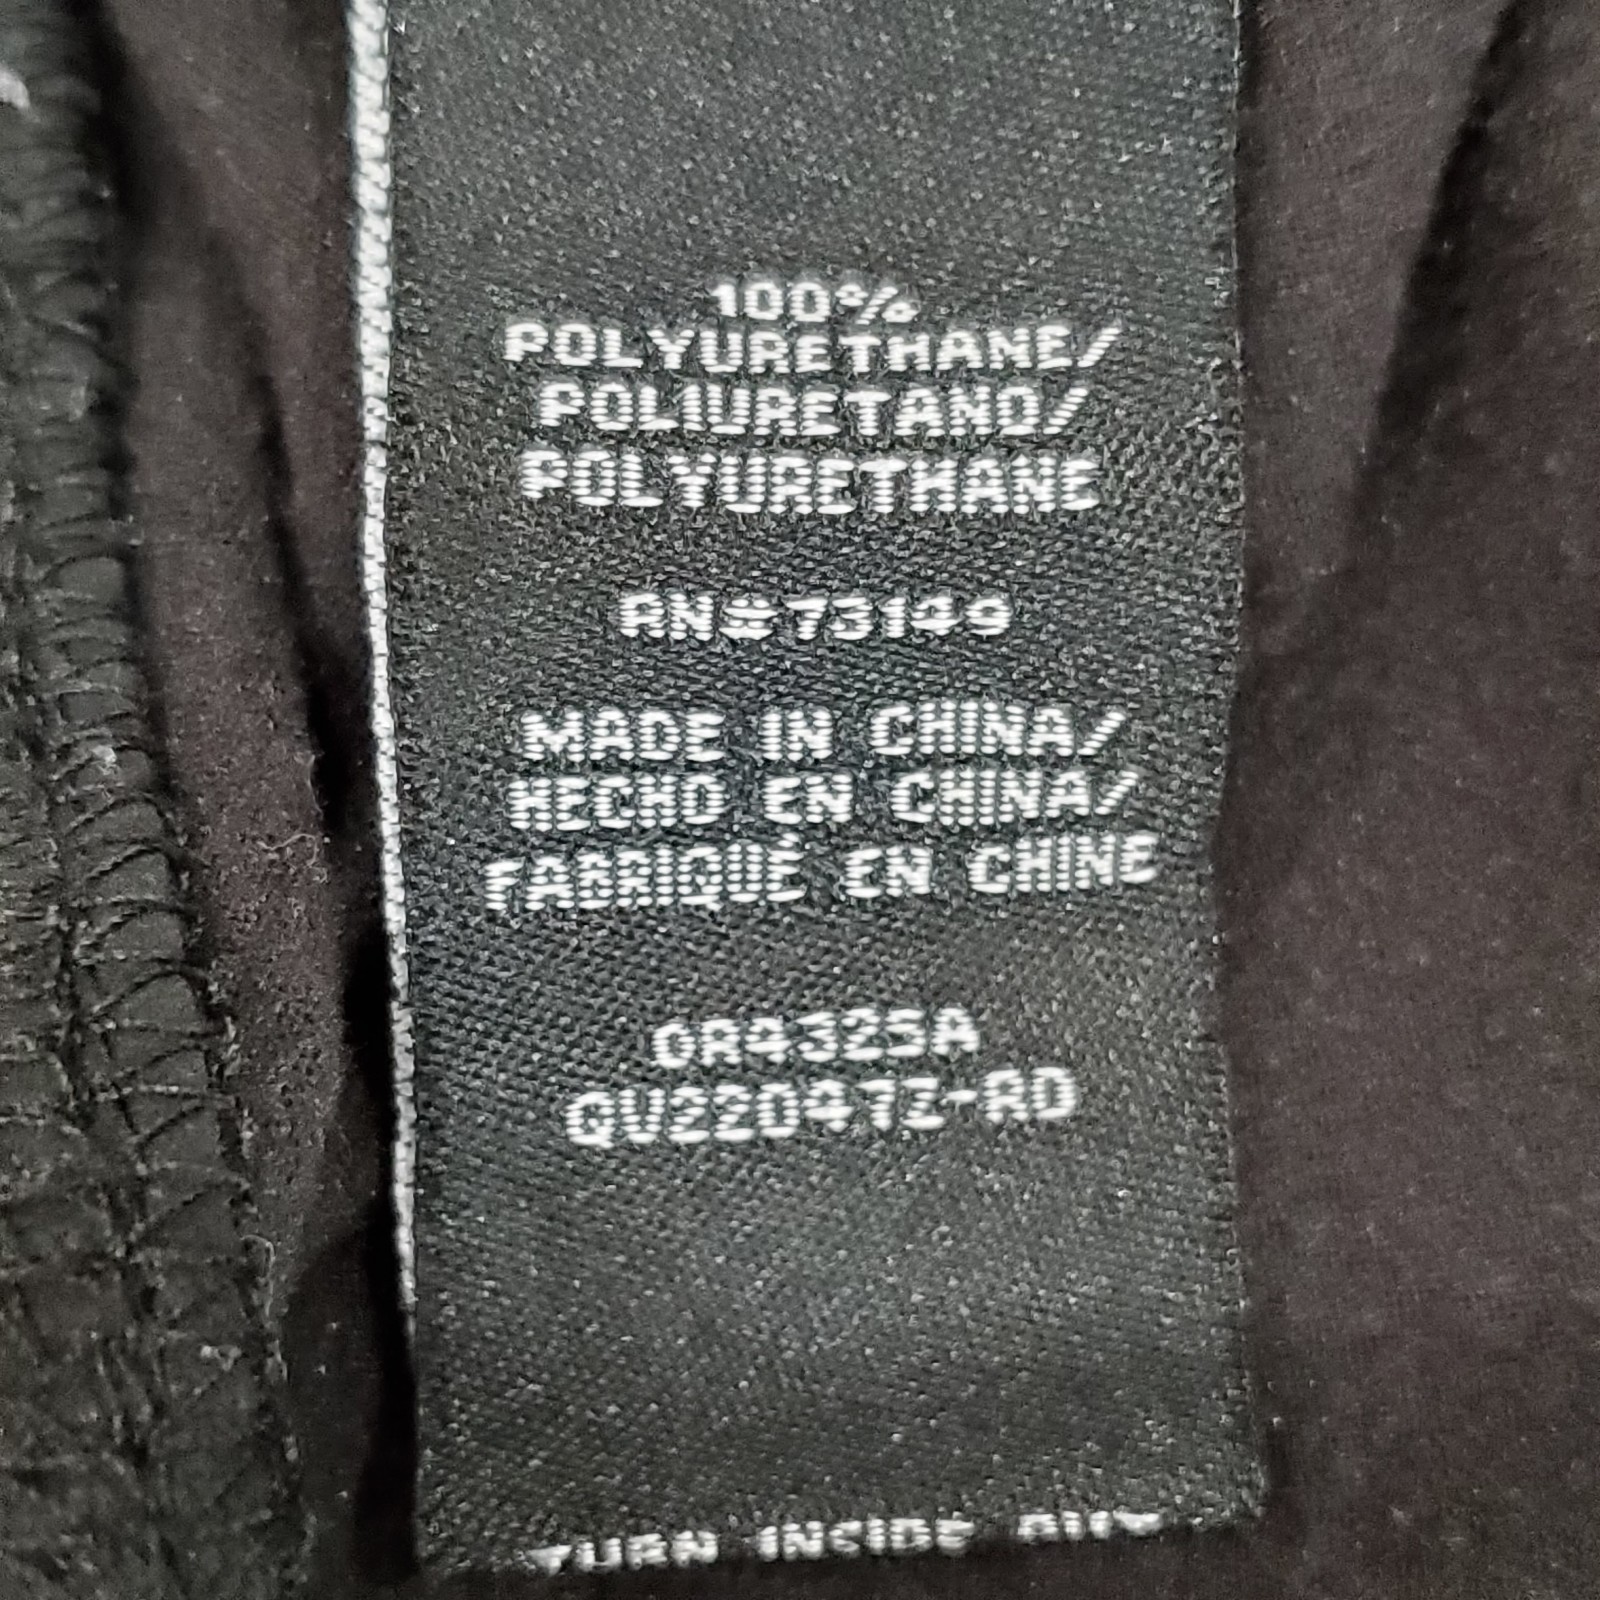 100%
POLYURETHANE/
POLIURETANO/
POLYURETHANE
RN#73149
MADE IN CHINA/
HECHO EN CHINA/
FABRIQUÉ EN CHINE
OR4325A
QV220473-RD
TURN INSIDE OUT